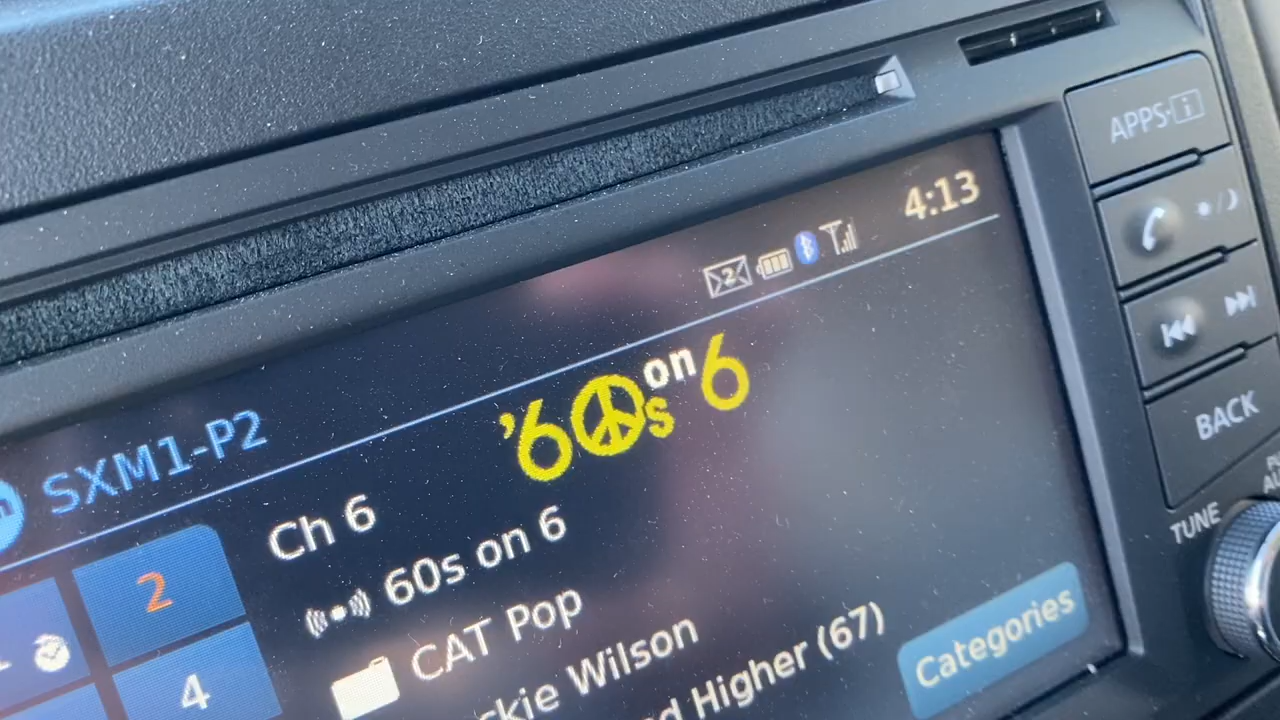 APPS·i
4:13
2
'60s on 6
SXM1-P2
BACK
Ch 6
TUNE
60s on 6
2
CAT Pop
Categories
4
Wilson
Higher (67)